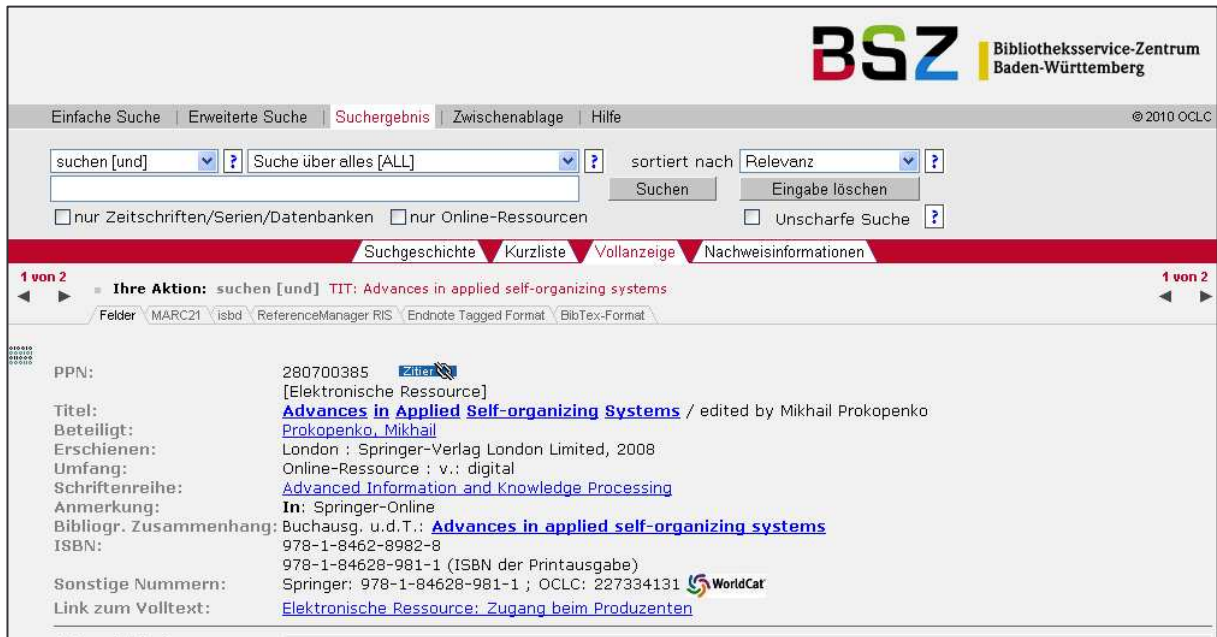 BSZ Bibliotheksservice-Zentrum
Baden-Württemberg
Einfache Suche | Erweiterte Suche | Suchergebnis | Zwischenablage | Hilfe © 2010 OCLC
suchen [und] ? Suche über alles [ALL] ? sortiert nach Relevanz ?
Suchen Eingabe löschen
nur Zeitschriften/Serien/Datenbanken nur Online-Ressourcen Unscharfe Suche ?
Suchgeschichte Kurzliste Vollanzeige Nachweisinformationen
1 von 2 1 von 2
Ihre Aktion: suchen [und] TIT: Advances in applied self-organizing systems
Felder MARC21 isbd ReferenceManager RIS Endnote Tagged Format BibTex-Format
PPN: 280700385 Zitier
[Elektronische Ressource]
Titel: Advances in Applied Self-organizing Systems / edited by Mikhail Prokopenko
Beteiligt: Prokopenko, Mikhail
Erschienen: London : Springer-Verlag London Limited, 2008
Umfang: Online-Ressource : v.: digital
Schriftenreihe: Advanced Information and Knowledge Processing
Anmerkung: In: Springer-Online
Bibliogr. Zusammenhang: Buchausg. u.d.T.: Advances in applied self-organizing systems
ISBN: 978-1-8462-8982-8
978-1-84628-981-1 (ISBN der Printausgabe)
Sonstige Nummern: Springer: 978-1-84628-981-1 ; OCLC: 227334131 WorldCat
Link zum Volltext: Elektronische Ressource: Zugang beim Produzenten